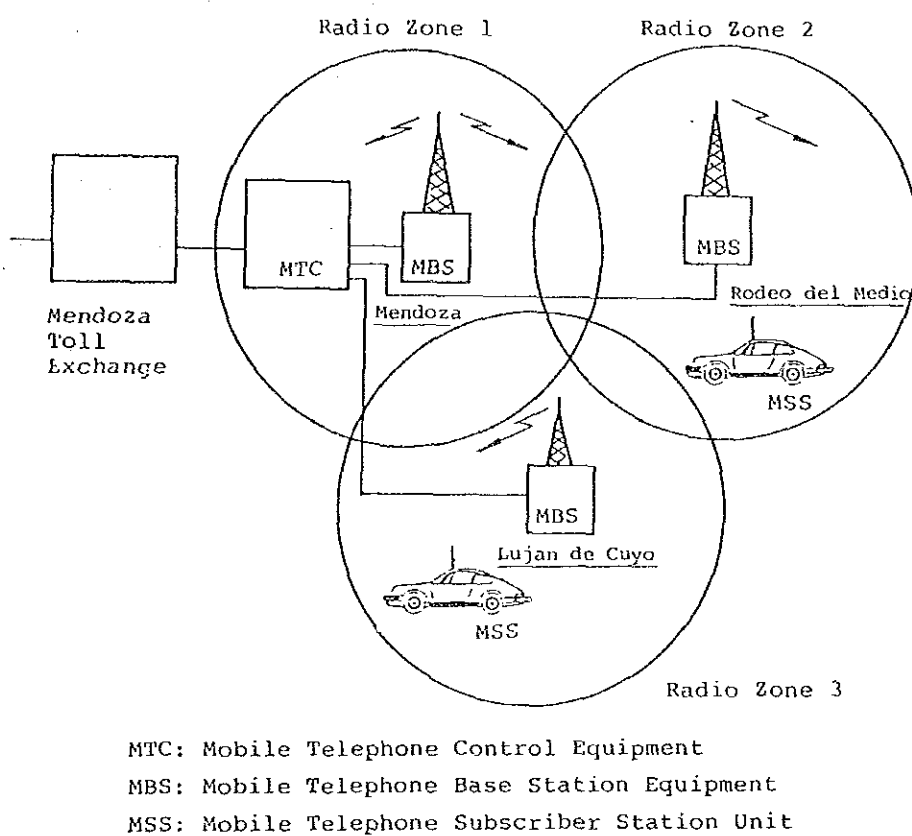 Radio Zone 1
Radio Zone 2
MTC
MBS
MBS
Mendoza
Toll
Exchange
Mendoza
Rodeo del Medio
MSS
MBS
Lujan de Cuyo
MSS
Radio Zone 3
MTC: Mobile Telephone Control Equipment
MBS: Mobile Telephone Base Station Equipment
MSS: Mobile Telephone Subscriber Station Unit